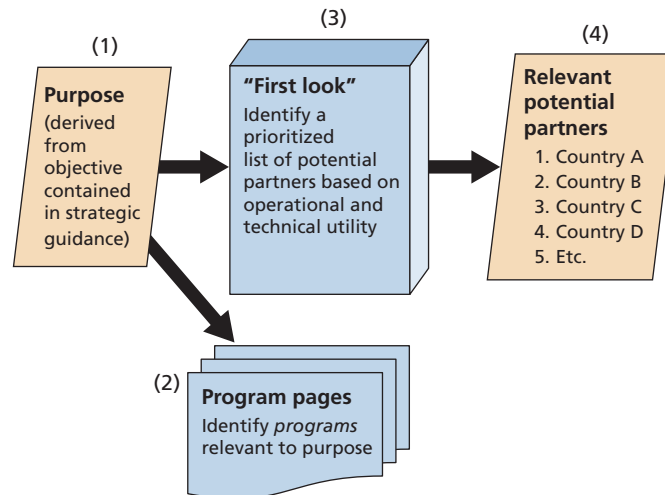 (1)
Purpose
(derived
from
objective
contained
in strategic
guidance)
(2)
Program pages
Identify programs
relevant to purpose
(3)
“First look”
Identify a
prioritized
list of potential
partners based on
operational and
technical utility
(4)
Relevant
potential
partners
1. Country A
2. Country B
3. Country C
4. Country D
5. Etc.